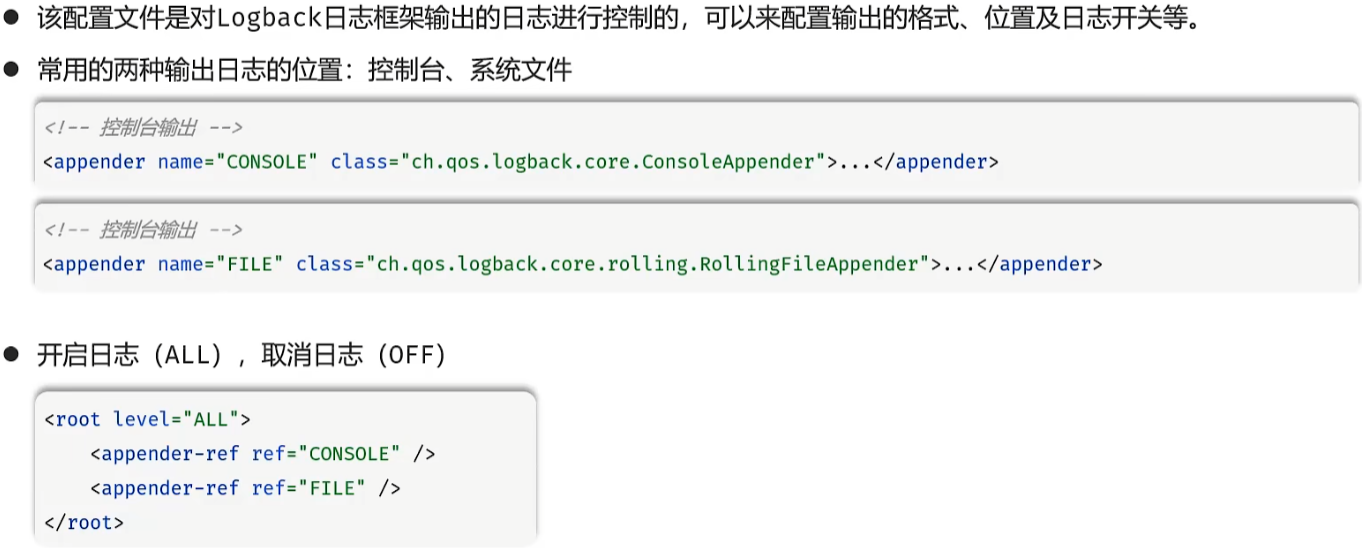 ● 该配置文件是对Logback日志框架输出的日志进行控制的，可以来配置输出的格式、位置及日志开关等。
● 常用的两种输出日志的位置：控制台、系统文件
<!-- 控制台输出 -->
<appender name="CONSOLE" class="ch.qos.logback.core.ConsoleAppender">...</appender>
<!-- 控制台输出 -->
<appender name="FILE" class="ch.qos.logback.core.rolling.RollingFileAppender">...</appender>
● 开启日志（ALL），取消日志（OFF）
<root level="ALL">
    <appender-ref ref="CONSOLE" />
    <appender-ref ref="FILE" />
</root>